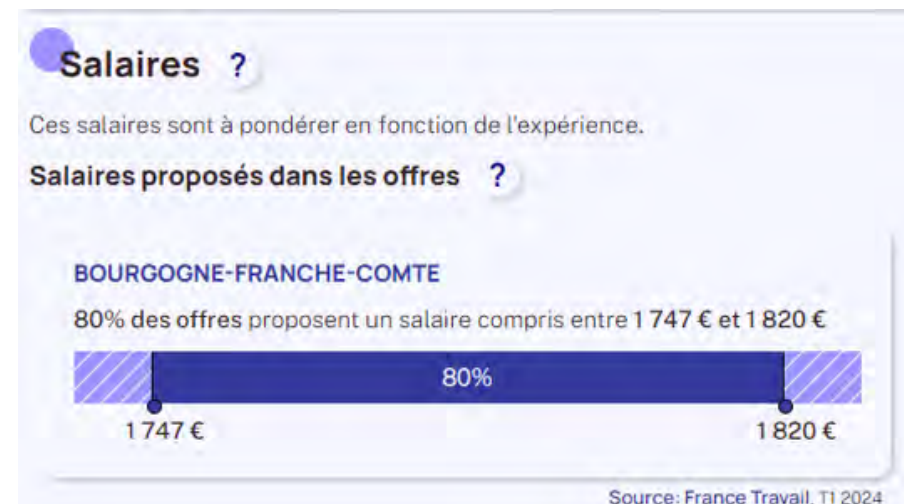 Salaires ?
Ces salaires sont à pondérer en fonction de l'expérience.
Salaires proposés dans les offres ?
BOURGOGNE-FRANCHE-COMTE
80% des offres proposent un salaire compris entre 1 747 € et 1 820 €
80%
1 747 € 1 820 €
Source: France Travail, T1 2024